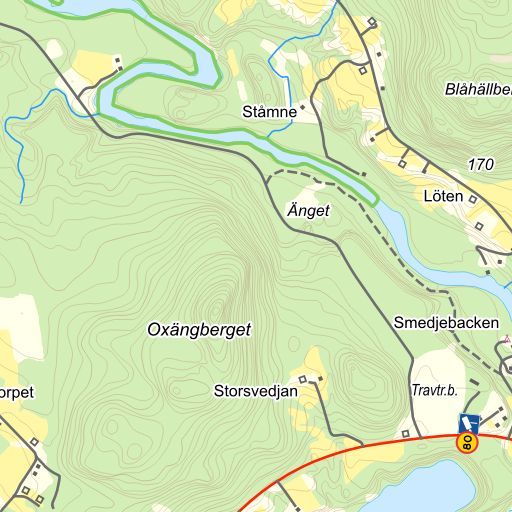 Ståmne
Blåhällbe
170
Löten
Änget
Smedjebacken
Oxängberget
Storsvedjan
Travtr.b.
orpet
80